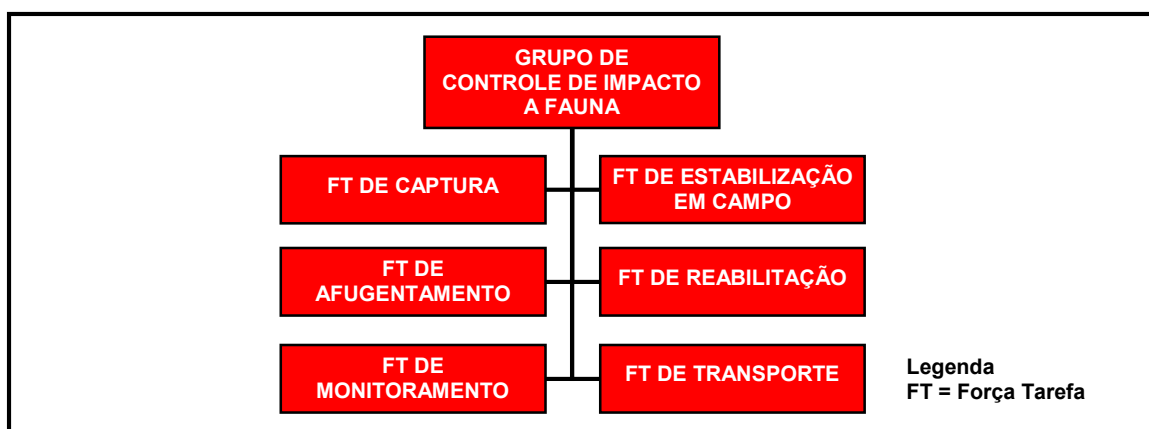 GRUPO DE
CONTROLE DE IMPACTO
A FAUNA
FT DE CAPTURA
FT DE ESTABILIZAÇÃO
EM CAMPO
FT DE
AFUGENTAMENTO
FT DE REABILITAÇÃO
FT DE
MONITORAMENTO
FT DE TRANSPORTE
Legenda
FT = Força Tarefa